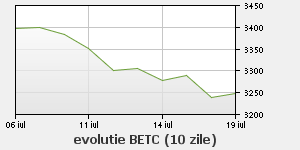 3450
3400
3350
3300
3250
3200
06 iul
11 iul
14 iul
19 iul
evolutie BETC (10 zile)